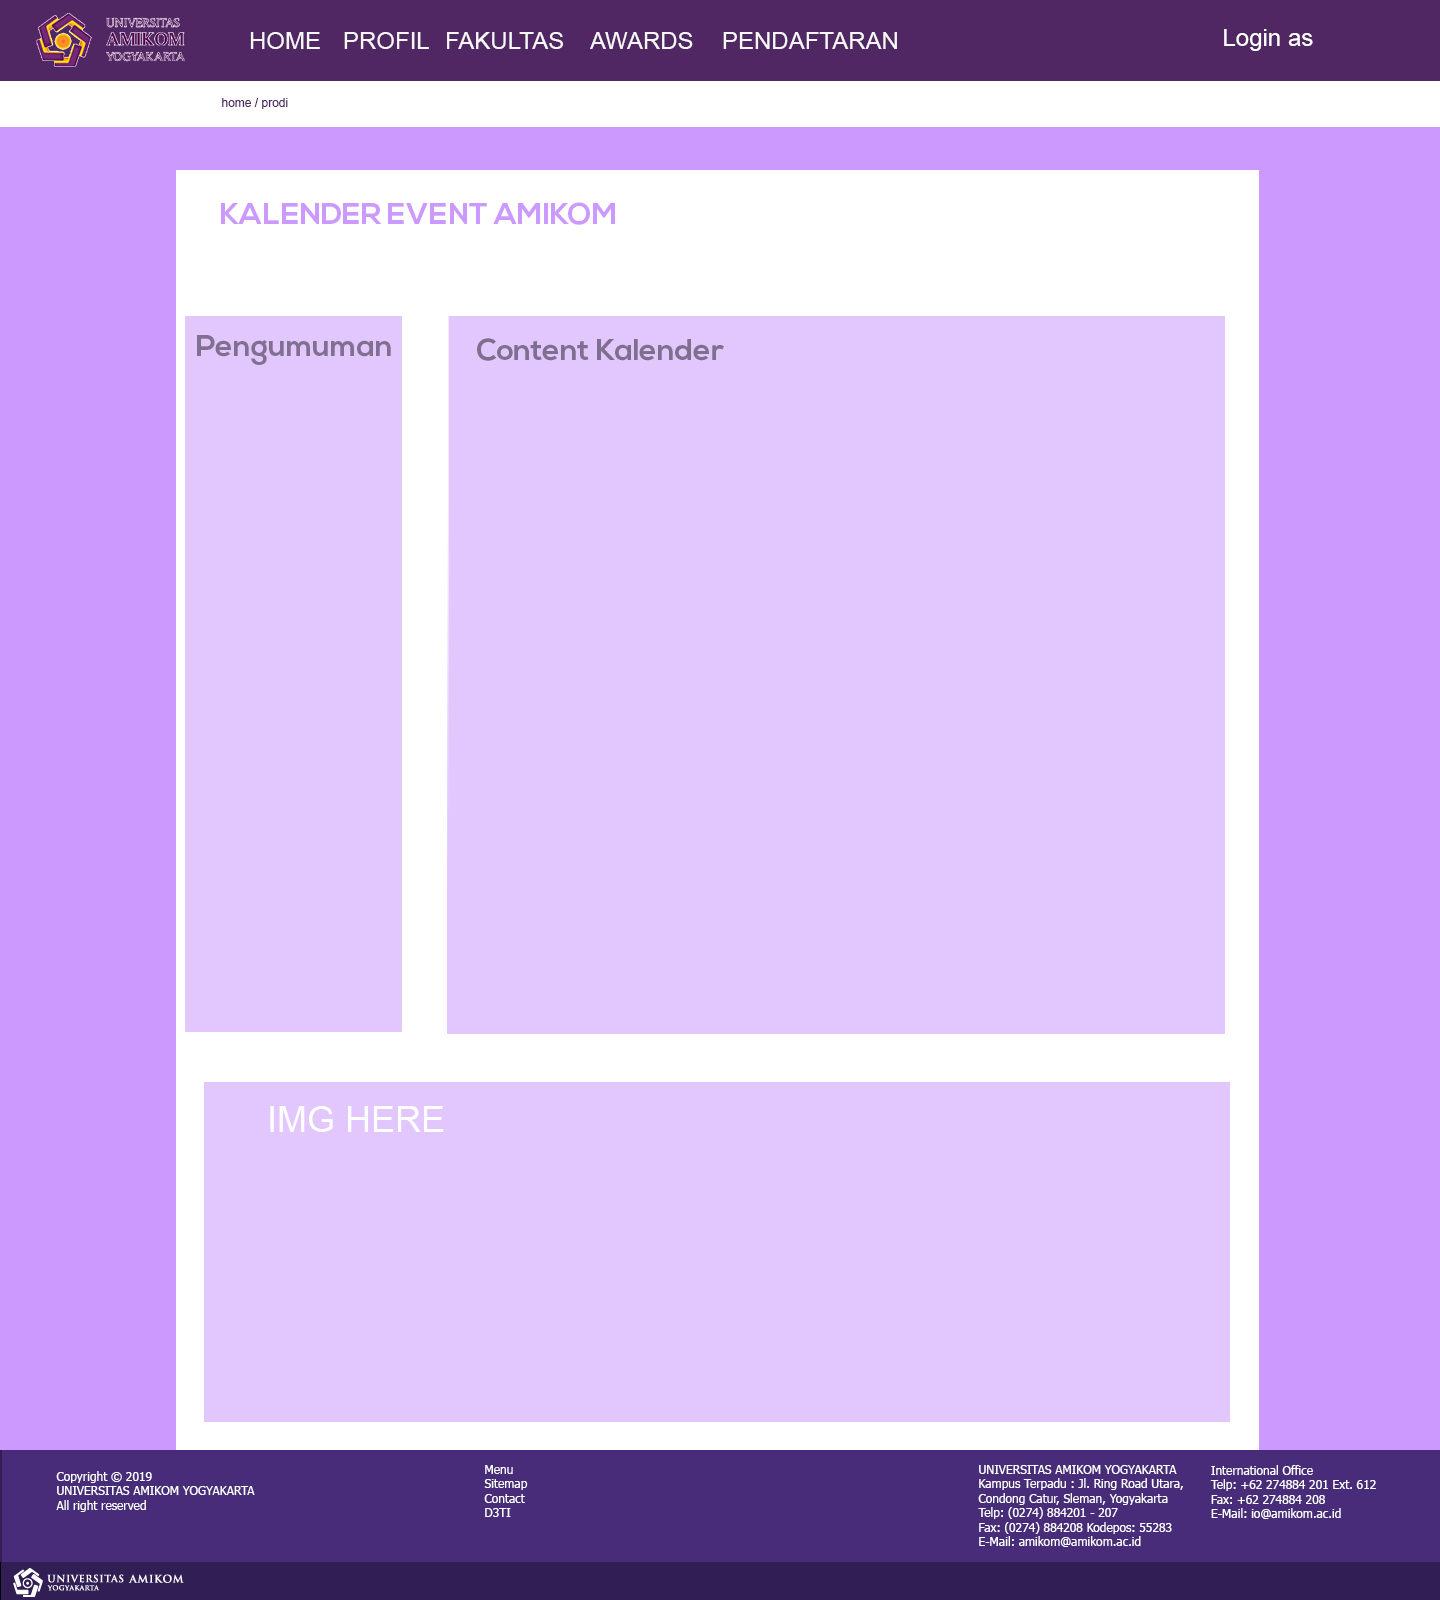 UNIVERSITAS
AMIKOM
YOGYAKARTA
HOME PROFIL FAKULTAS AWARDS PENDAFTARAN
Login as
home / prodi
KALENDER EVENT AMIKOM
Pengumuman
Content Kalender
IMG HERE
Copyright © 2019
UNIVERSITAS AMIKOM YOGYAKARTA
All right reserved
Menu
Sitemap
Contact
D3TI
UNIVERSITAS AMIKOM YOGYAKARTA
Kampus Terpadu : Jl. Ring Road Utara,
Condong Catur, Sleman, Yogyakarta
Telp: (0274) 884201 - 207
Fax: (0274) 884208 Kodepos: 55283
E-Mail: amikom@amikom.ac.id
International Office
Telp: +62 274884 201 Ext. 612
Fax: +62 274884 208
E-Mail: io@amikom.ac.id
UNIVERSITAS AMIKOM
YOGYAKARTA